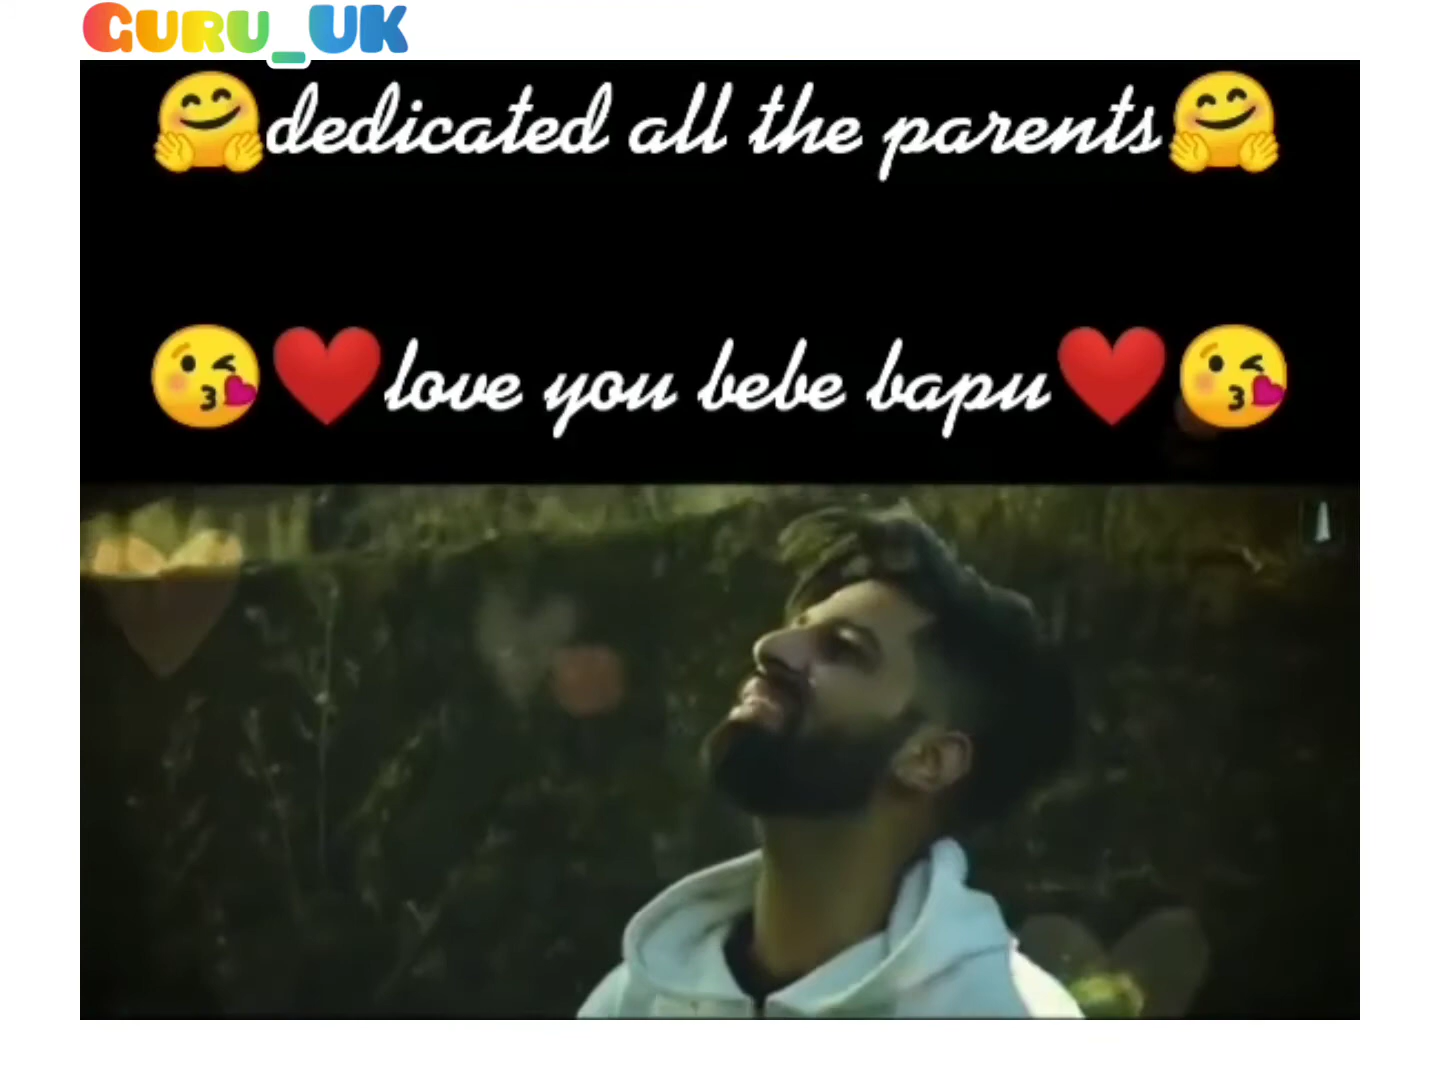 GURU_UK
🤗dedicated all the parents🤗
😘❤️love you bebe bapu❤️😘